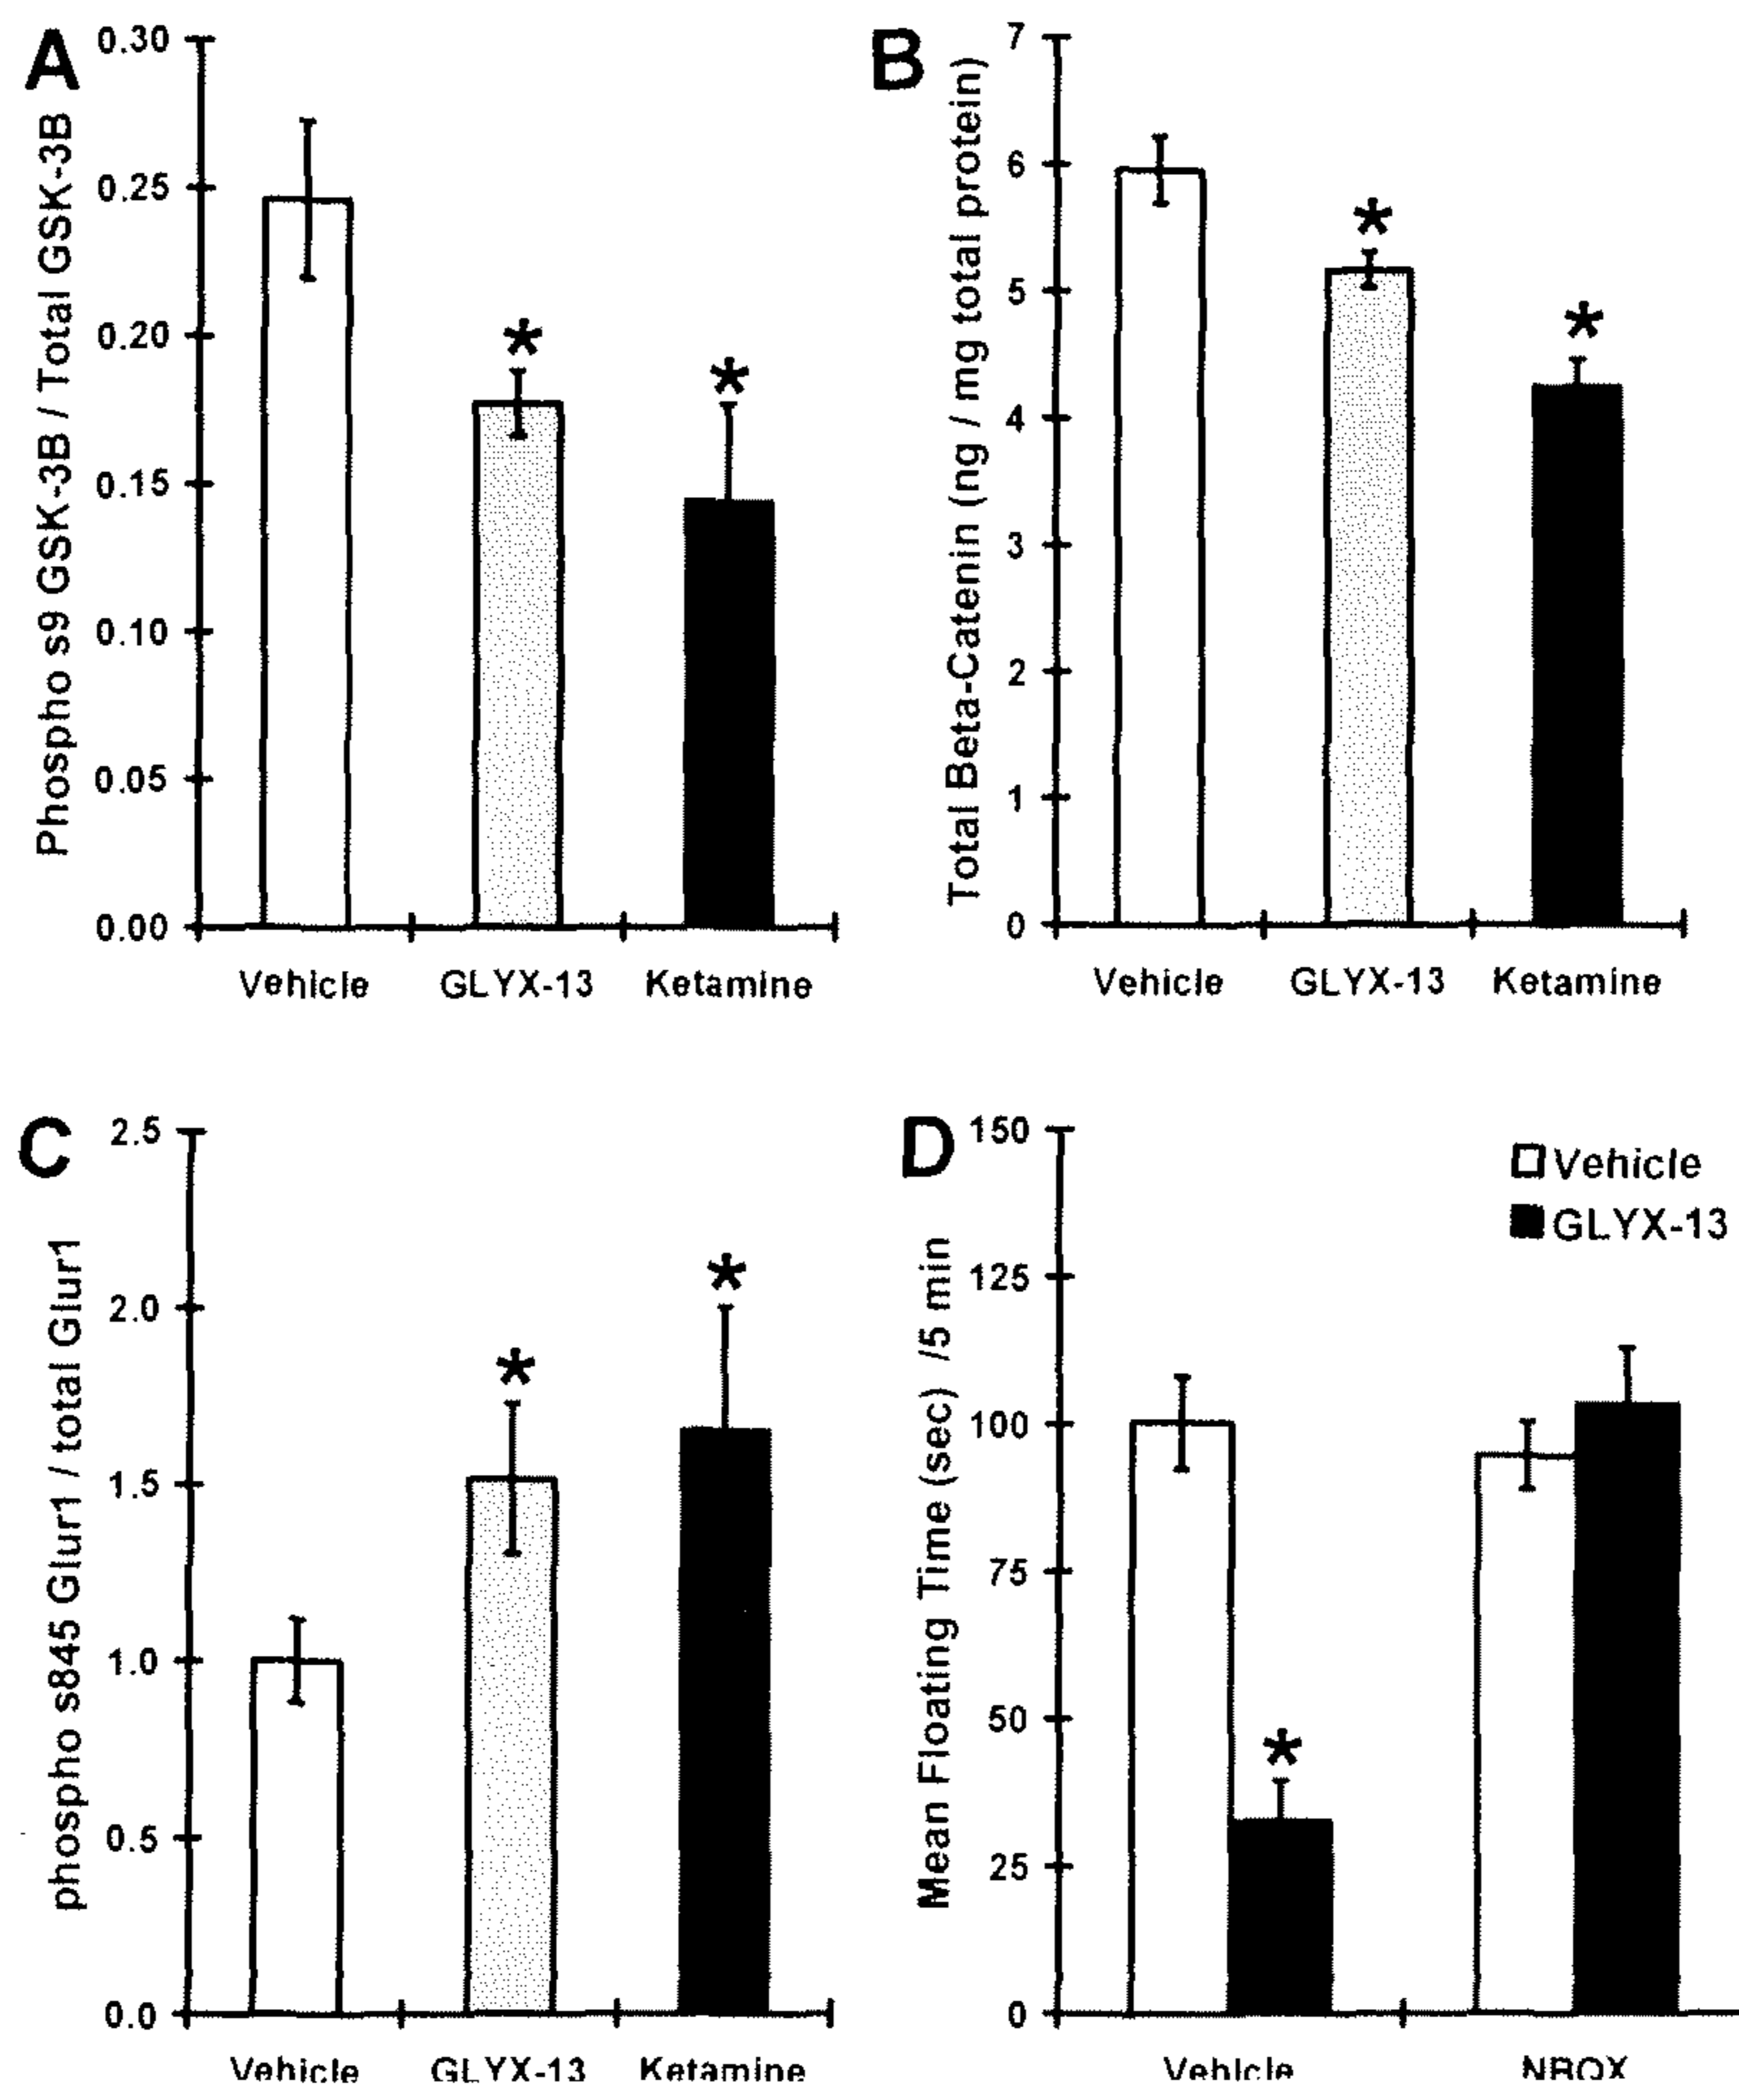 A
Phospho s9 GSK-3B / Total GSK-3B
0.30
0.25
0.20
0.15
0.10
0.05
0.00
*
*
Vehicle GLYX-13 Ketamine
B
Total Beta-Catenin (ng / mg total protein)
7
6
5
4
3
2
1
0
*
*
Vehicle GLYX-13 Ketamine
C
phospho s845 Glur1 / total Glur1
2.5
2.0
1.5
1.0
0.5
0.0
*
*
Vehicle GLYX-13 Ketamine
D
Mean Floating Time (sec) /5 min
150
125
100
75
50
25
0
Vehicle
GLYX-13
*
Vehicle NBQX